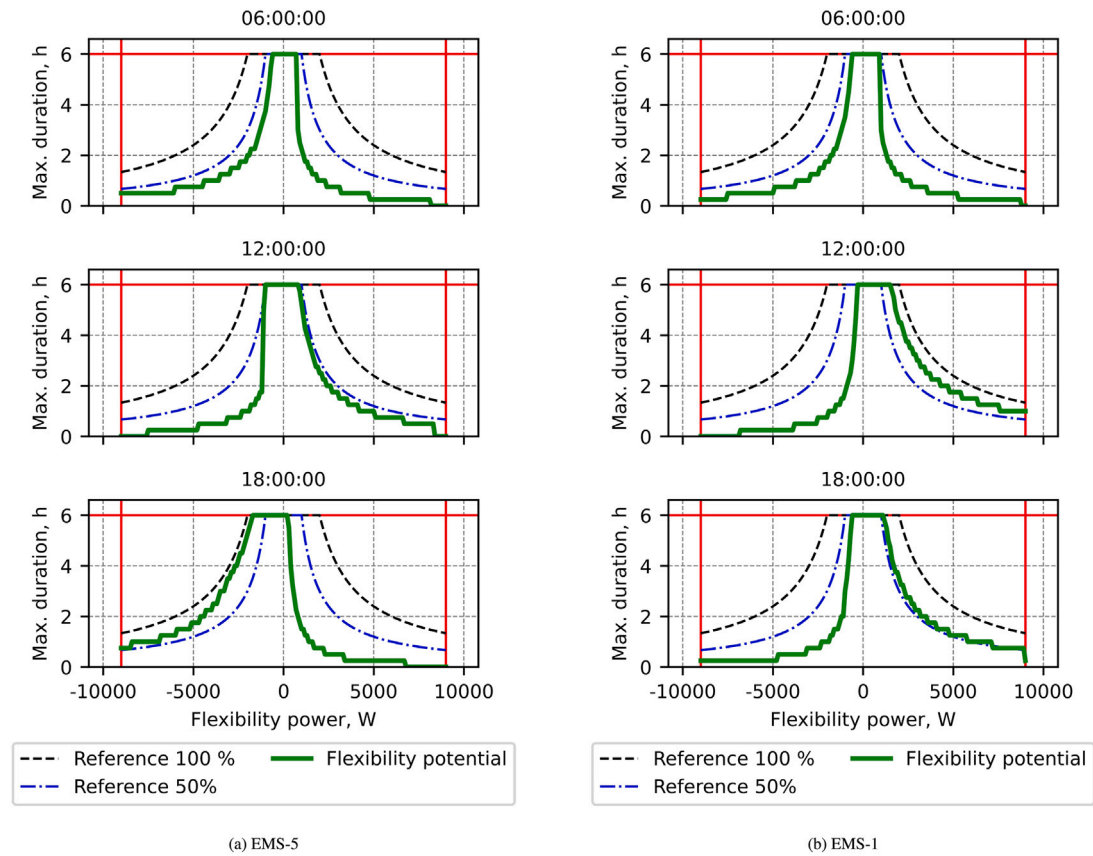 06:00:00
Max. duration, h
6
4
2
0
12:00:00
Max. duration, h
6
4
2
0
18:00:00
Max. duration, h
6
4
2
0
-10000 -5000 0 5000 10000
Flexibility power, W
Reference 100 %
Reference 50%
Flexibility potential
(a) EMS-5
06:00:00
Max. duration, h
6
4
2
0
12:00:00
Max. duration, h
6
4
2
0
18:00:00
Max. duration, h
6
4
2
0
-10000 -5000 0 5000 10000
Flexibility power, W
Reference 100 %
Reference 50%
Flexibility potential
(b) EMS-1